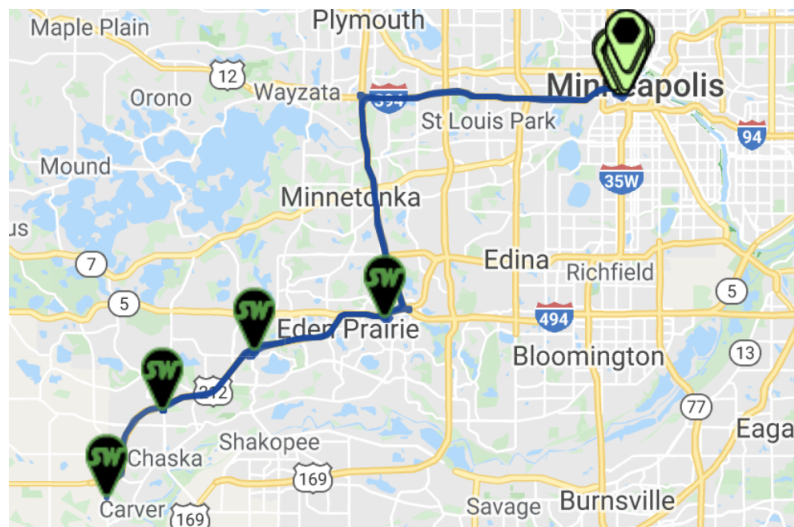 Maple Plain
Plymouth
12
Orono
Wayzata
394
Minneapolis
St Louis Park
94
Mound
Minnetonka
35W
us
7
Edina
Richfield
SW
5
5
SW
Eden Prairie
494
Bloomington
13
SW
212
77
Shakopee
Eaga
SW
Chaska
169
Carver
169
Savage
Burnsville